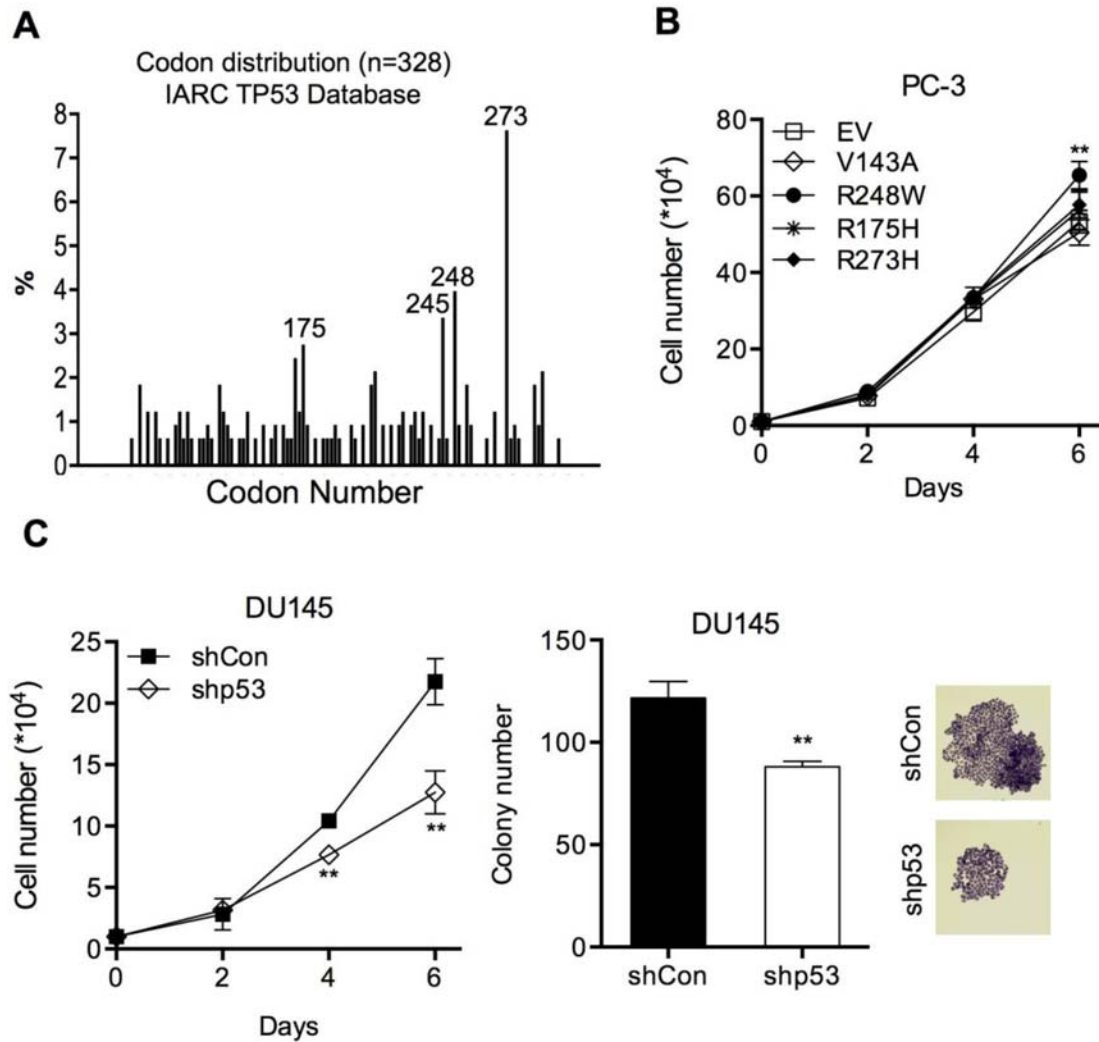 A
Codon distribution (n=328)
IARC TP53 Database
8
7
6
5
4
3
2
1
0
%
175
245
248
273
Codon Number
B
PC-3
EV
V143A
R248W
R175H
R273H
**
80
60
40
20
0
Cell number (*10⁴)
0 2 4 6
Days
C
DU145
shCon
shp53
25
20
15
10
5
0
Cell number (*10⁴)
**
**
0 2 4 6
Days
DU145
150
100
50
0
Colony number
**
shCon shp53
shCon
shp53